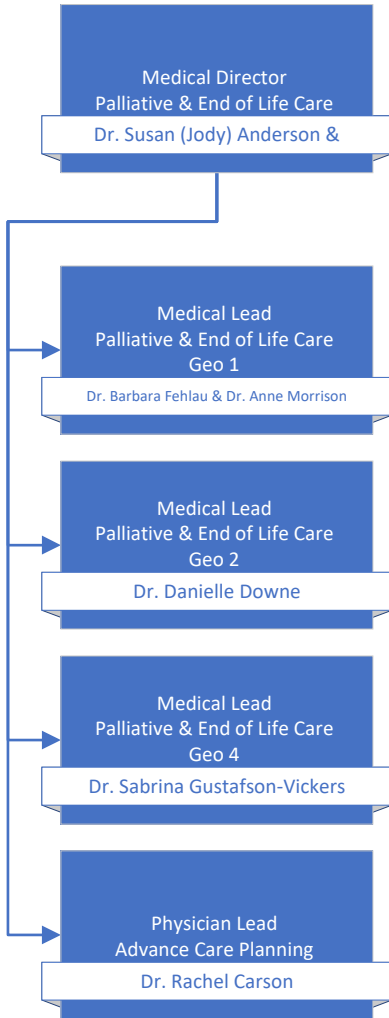 Medical Director
Palliative & End of Life Care
Dr. Susan (Jody) Anderson &
Medical Lead
Palliative & End of Life Care
Geo 1
Dr. Barbara Fehlau & Dr. Anne Morrison
Medical Lead
Palliative & End of Life Care
Geo 2
Dr. Danielle Downe
Medical Lead
Palliative & End of Life Care
Geo 4
Dr. Sabrina Gustafson-Vickers
Physician Lead
Advance Care Planning
Dr. Rachel Carson